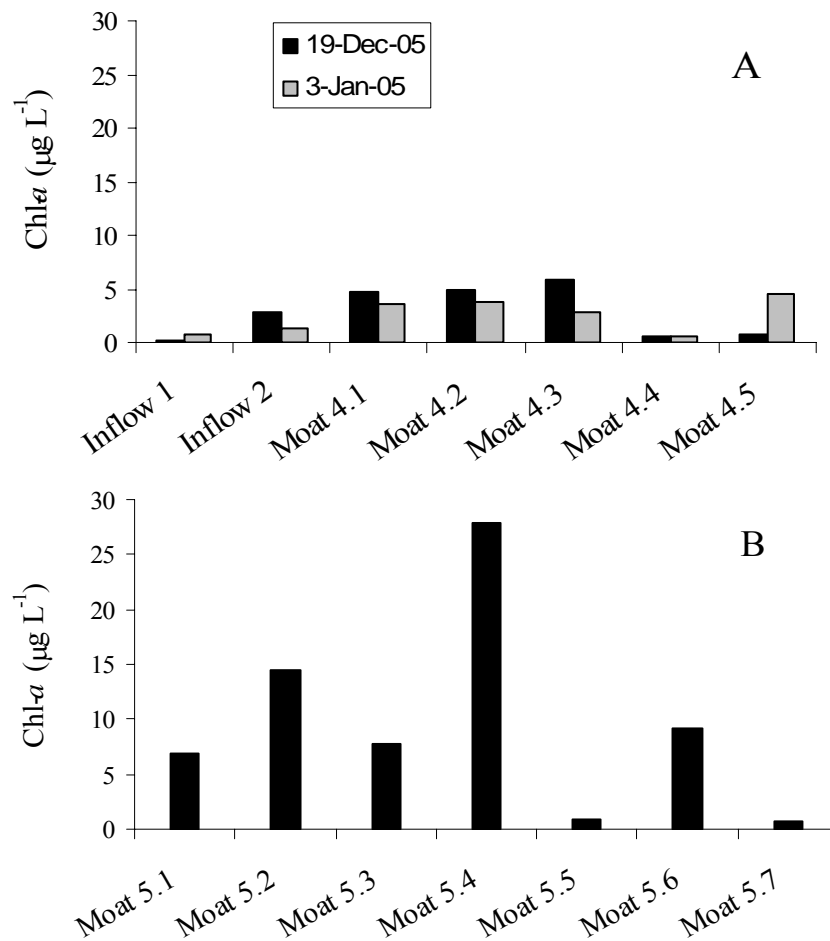 30
25
20
15
10
5
0
Chl-a (µg L-1)
19-Dec-05
3-Jan-05
A
Inflow 1
Inflow 2
Moat 4.1
Moat 4.2
Moat 4.3
Moat 4.4
Moat 4.5
30
25
20
15
10
5
0
Chl-a (µg L-1)
B
Moat 5.1
Moat 5.2
Moat 5.3
Moat 5.4
Moat 5.5
Moat 5.6
Moat 5.7